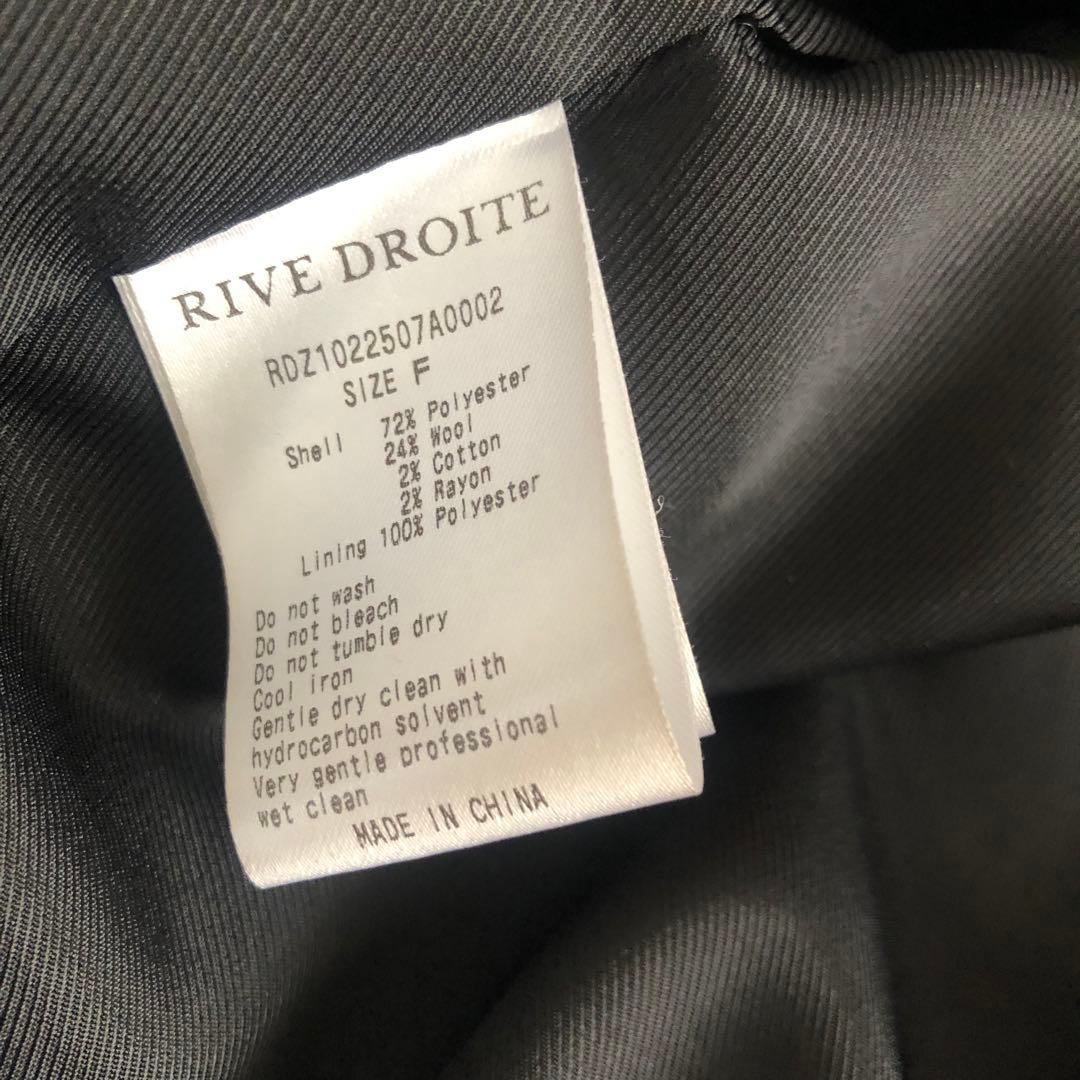 RIVE DROITE
RDZ1022507A0002
SIZE F
Shell 72% Polyester
24% Wool
2% Cotton
2% Rayon
Lining 100% Polyester
Do not wash
Do not bleach
Do not tumble dry
Cool iron
Gentle dry clean with
hydrocarbon solvent
Very gentle professional
wet clean
MADE IN CHINA